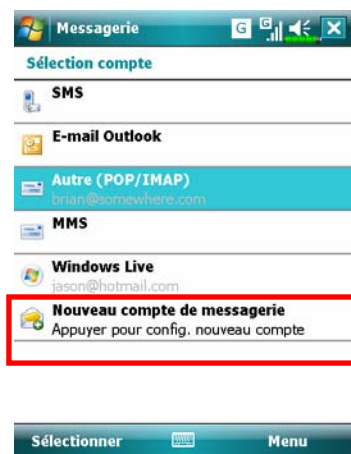 Messagerie
G
G
Sélection compte
SMS
E-mail Outlook
Autre (POP/IMAP)
brian@somewhere.com
MMS
Windows Live
jason@hotmail.com
Nouveau compte de messagerie
Appuyer pour config. nouveau compte
Sélectionner
Menu